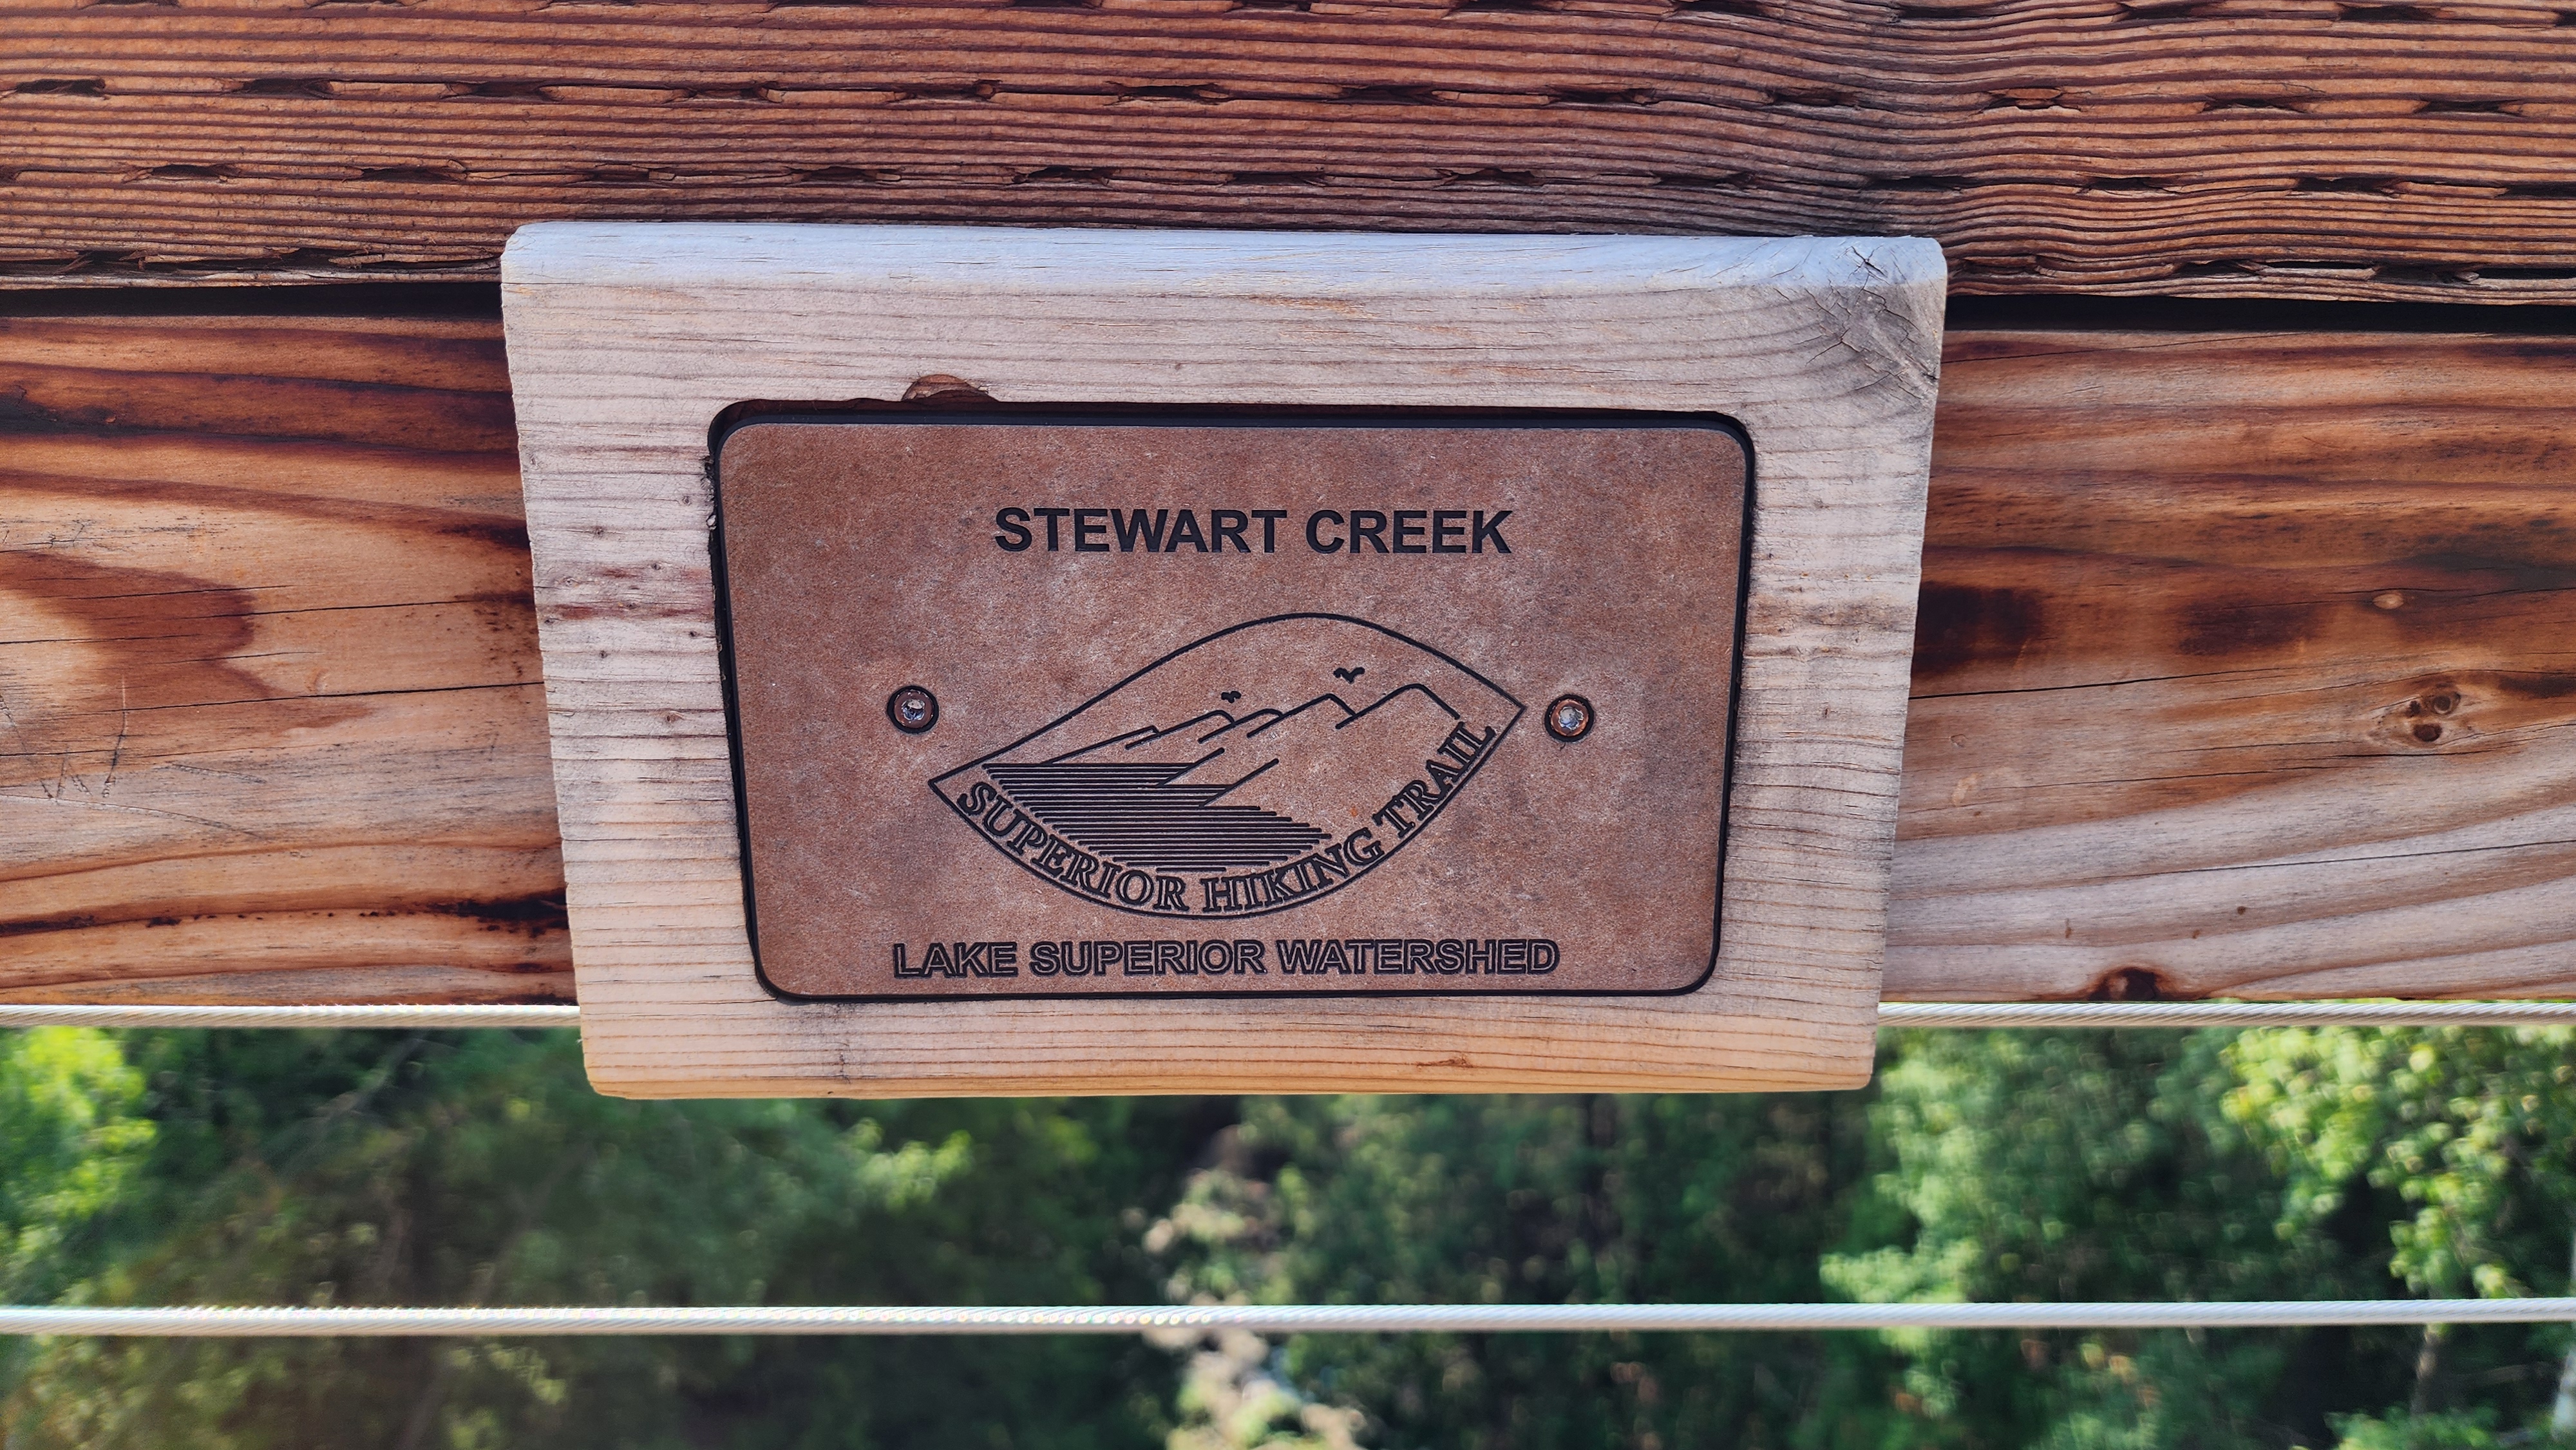 STEWART CREEK
SUPERIOR HIKING TRAIL
LAKE SUPERIOR WATERSHED